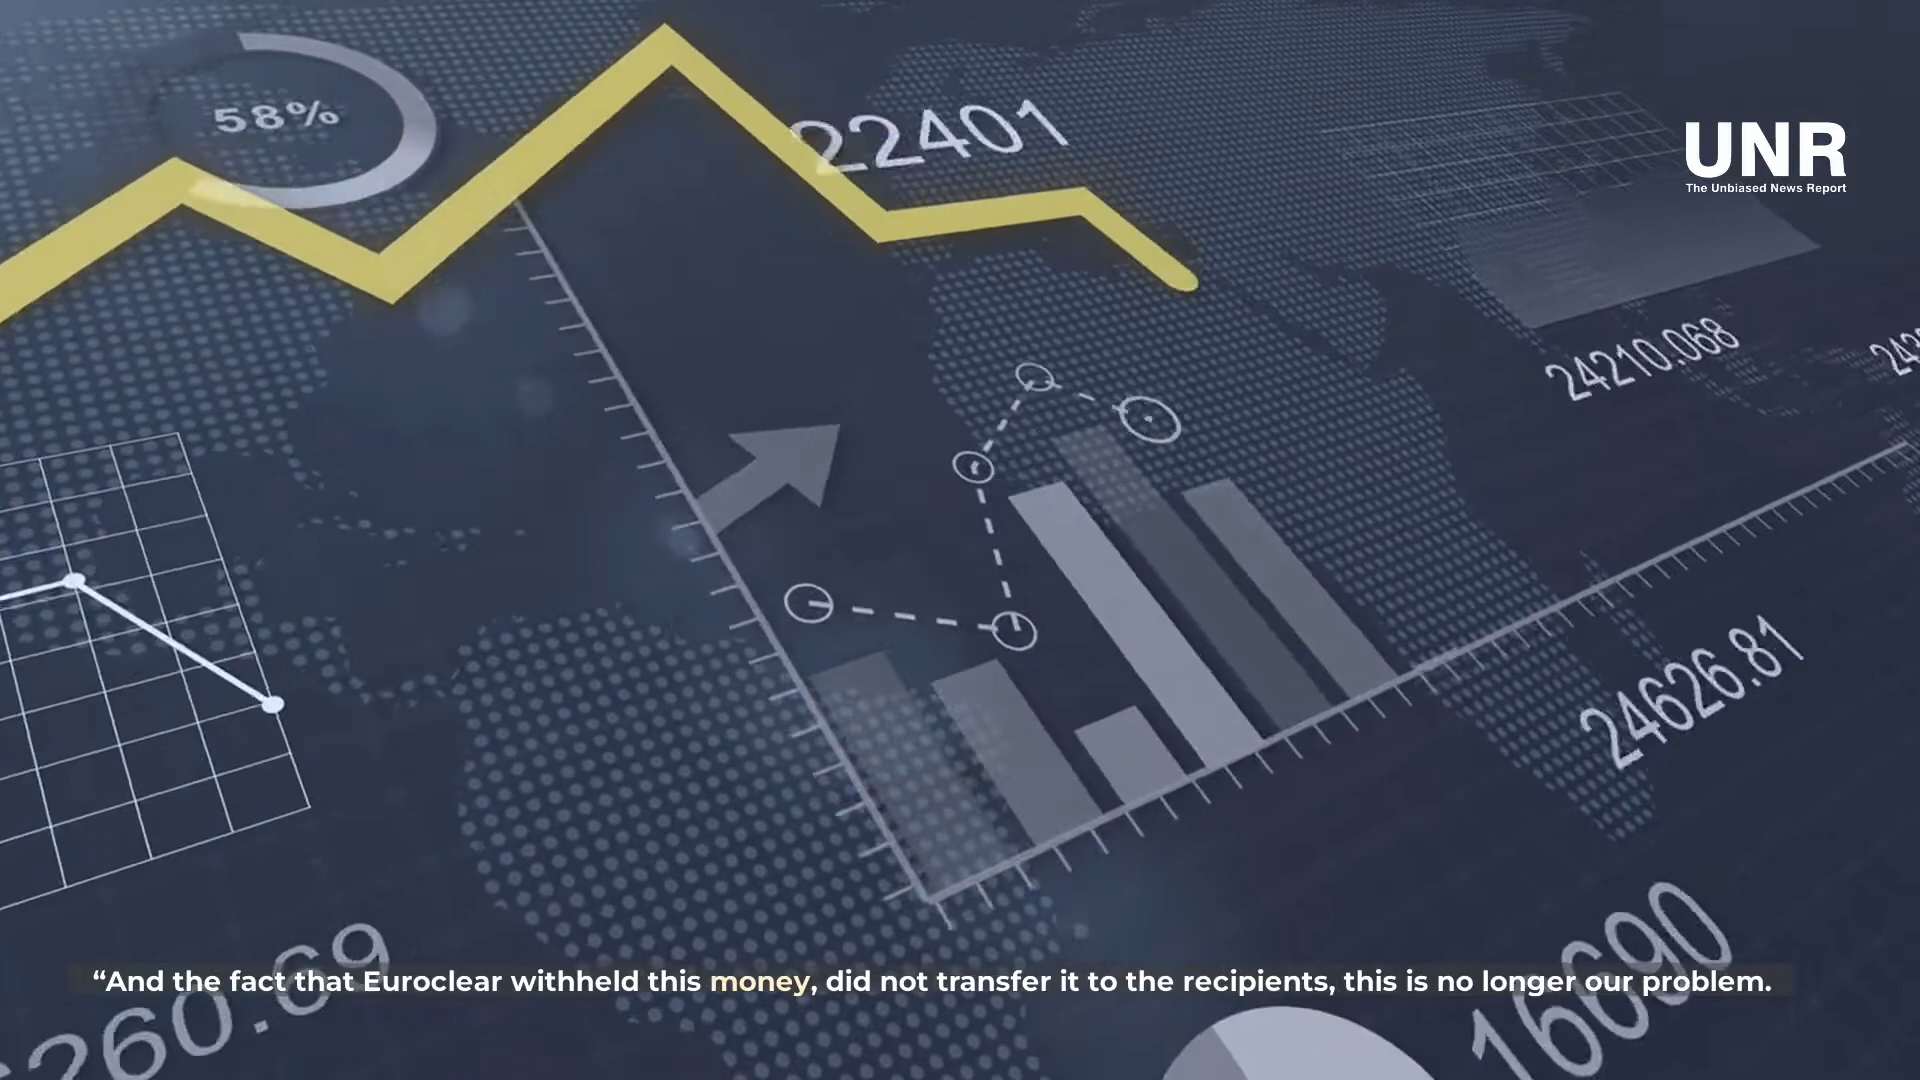 58%
22401
UNR
The Unbiased News Report
24210.068
24626.81
260.69
“And the fact that Euroclear withheld this money, did not transfer it to the recipients, this is no longer our problem.
16690